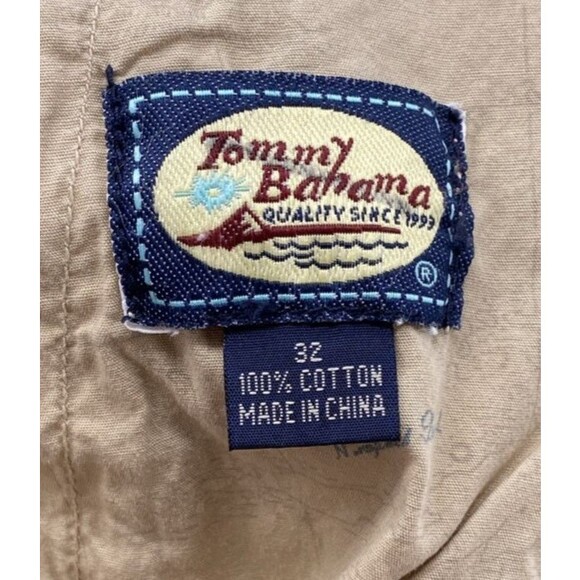 Tommy
Bahama
QUALITY SINCE 1993
®
32
100% COTTON
MADE IN CHINA